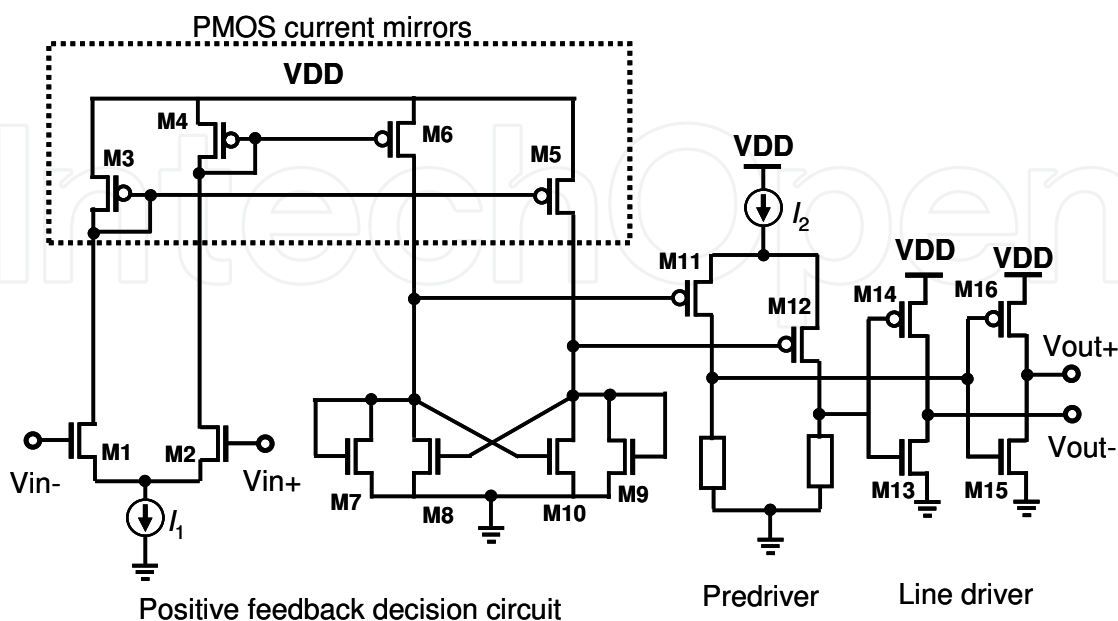 PMOS current mirrors
VDD
M4
M6
M5
M3
VDD
I2
M11
VDD
VDD
M14
M16
M12
Vout+
Vout-
M1
M2
Vin-
Vin+
M7
M8
M10
M9
M13
M15
I1
Positive feedback decision circuit
Predriver
Line driver
IntechOpen